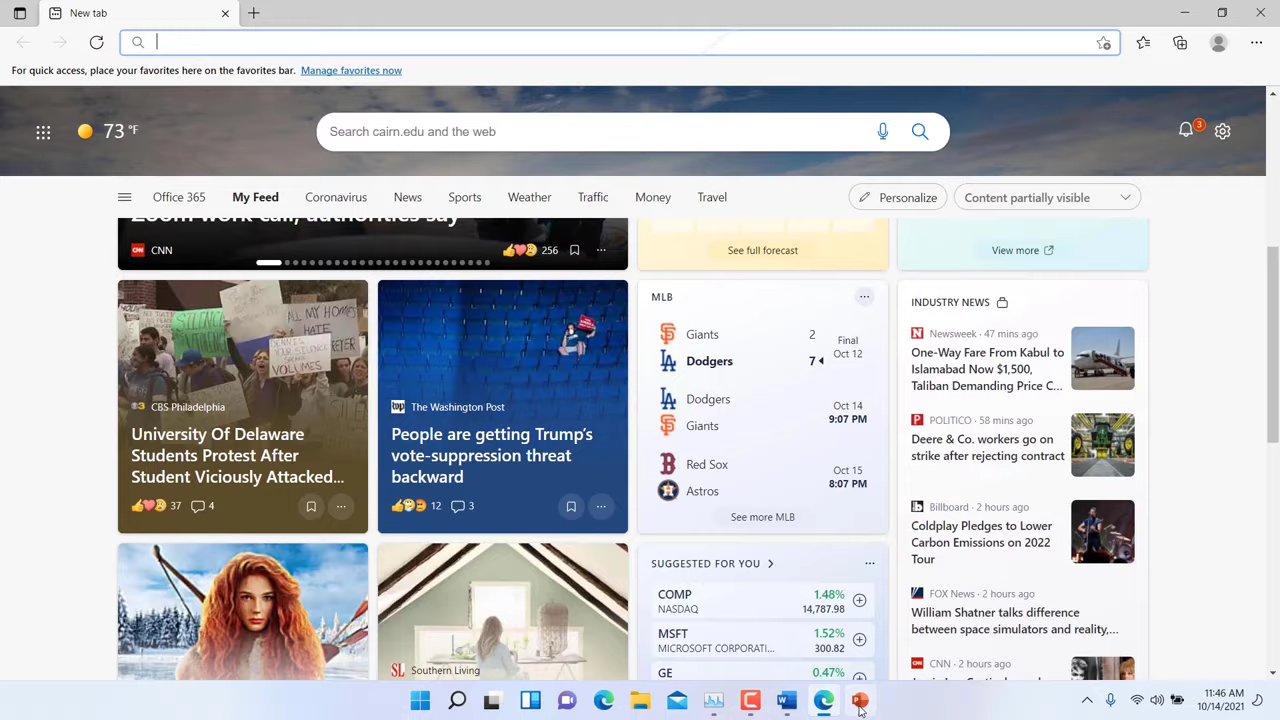 New tab
For quick access, place your favorites here on the favorites bar. Manage favorites now
73 °F
Search cairn.edu and the web
3
Office 365 My Feed Coronavirus News Sports Weather Traffic Money Travel
Personalize
Content partially visible
Zoom work call, authorities say
CNN
256
See full forecast
View more
CBS Philadelphia
University Of Delaware
Students Protest After
Student Viciously Attacked...
37 4
The Washington Post
People are getting Trump's
vote-suppression threat
backward
12 3
MLB
Giants 2
Dodgers 7
Final
Oct 12
Dodgers
Giants
Oct 14
9:07 PM
Red Sox
Astros
Oct 15
8:07 PM
See more MLB
INDUSTRY NEWS
Newsweek · 47 mins ago
One-Way Fare From Kabul to
Islamabad Now $1,500,
Taliban Demanding Price C...
POLITICO · 58 mins ago
Deere & Co. workers go on
strike after rejecting contract
Billboard · 2 hours ago
Coldplay Pledges to Lower
Carbon Emissions on 2022
Tour
FOX News · 2 hours ago
William Shatner talks difference
between space simulators and reality,...
CNN · 2 hours ago
SL Southern Living
SUGGESTED FOR YOU
COMP 1.48%
NASDAQ 14,787.98
MSFT 1.52%
MICROSOFT CORPORATI... 300.82
GE 0.47%
11:46 AM
10/14/2021